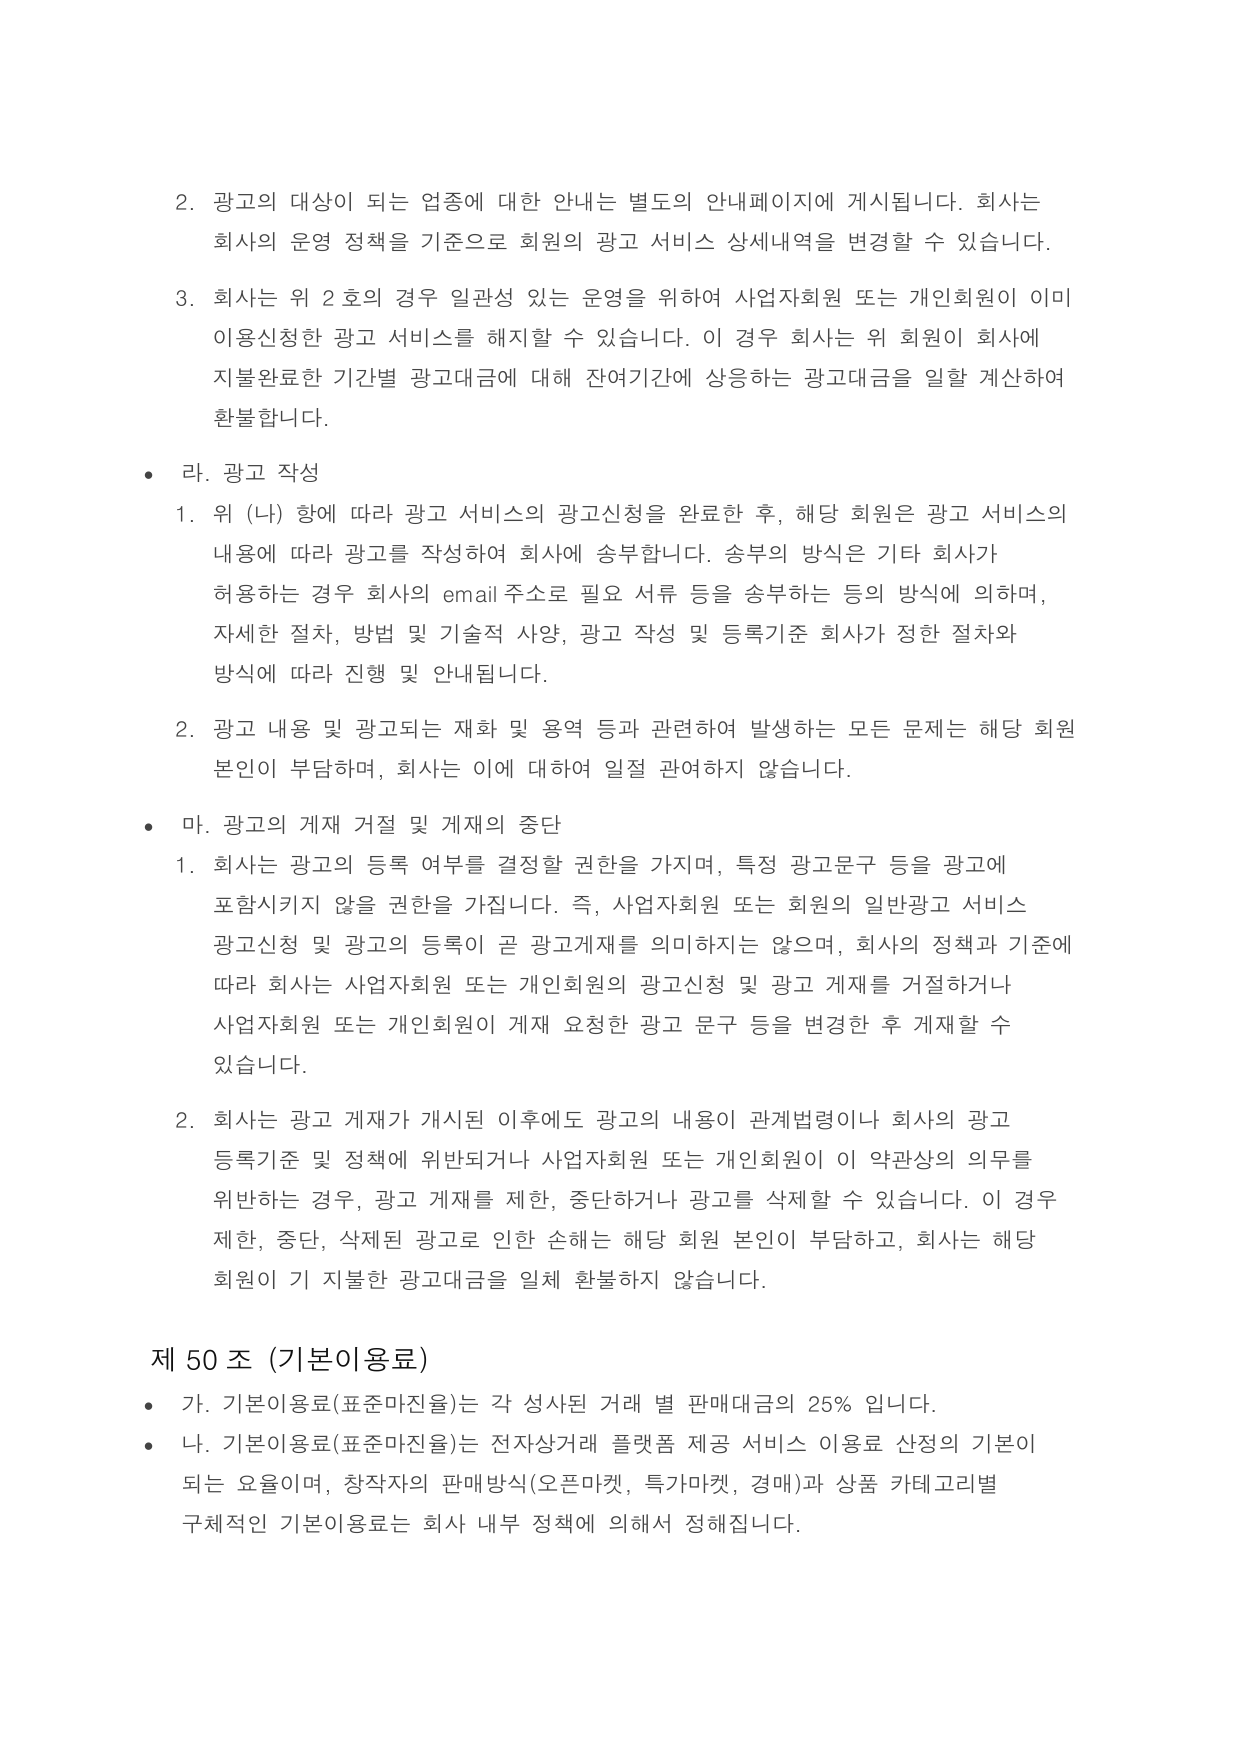 2. 광고의 대상이 되는 업종에 대한 안내는 별도의 안내페이지에 게시됩니다. 회사는
회사의 운영 정책을 기준으로 회원의 광고 서비스 상세내역을 변경할 수 있습니다.
3. 회사는 위 2호의 경우 일관성 있는 운영을 위하여 사업자회원 또는 개인회원이 이미
이용신청한 광고 서비스를 해지할 수 있습니다. 이 경우 회사는 위 회원이 회사에
지불완료한 기간별 광고대금에 대해 잔여기간에 상응하는 광고대금을 일할 계산하여
환불합니다.
• 라. 광고 작성
1. 위 (나) 항에 따라 광고 서비스의 광고신청을 완료한 후, 해당 회원은 광고 서비스의
내용에 따라 광고를 작성하여 회사에 송부합니다. 송부의 방식은 기타 회사가
허용하는 경우 회사의 email 주소로 필요 서류 등을 송부하는 등의 방식에 의하며,
자세한 절차, 방법 및 기술적 사양, 광고 작성 및 등록기준 회사가 정한 절차와
방식에 따라 진행 및 안내됩니다.
2. 광고 내용 및 광고되는 재화 및 용역 등과 관련하여 발생하는 모든 문제는 해당 회원
본인이 부담하며, 회사는 이에 대하여 일절 관여하지 않습니다.
• 마. 광고의 게재 거절 및 게재의 중단
1. 회사는 광고의 등록 여부를 결정할 권한을 가지며, 특정 광고문구 등을 광고에
포함시키지 않을 권한을 가집니다. 즉, 사업자회원 또는 회원의 일반광고 서비스
광고신청 및 광고의 등록이 곧 광고게재를 의미하지는 않으며, 회사의 정책과 기준에
따라 회사는 사업자회원 또는 개인회원의 광고신청 및 광고 게재를 거절하거나
사업자회원 또는 개인회원이 게재 요청한 광고 문구 등을 변경한 후 게재할 수
있습니다.
2. 회사는 광고 게재가 개시된 이후에도 광고의 내용이 관계법령이나 회사의 광고
등록기준 및 정책에 위반되거나 사업자회원 또는 개인회원이 이 약관상의 의무를
위반하는 경우, 광고 게재를 제한, 중단하거나 광고를 삭제할 수 있습니다. 이 경우
제한, 중단, 삭제된 광고로 인한 손해는 해당 회원 본인이 부담하고, 회사는 해당
회원이 기 지불한 광고대금을 일체 환불하지 않습니다.
제 50 조 (기본이용료)
• 가. 기본이용료(표준마진율)는 각 성사된 거래 별 판매대금의 25% 입니다.
• 나. 기본이용료(표준마진율)는 전자상거래 플랫폼 제공 서비스 이용료 산정의 기본이
되는 요율이며, 창작자의 판매방식(오픈마켓, 특가마켓, 경매)과 상품 카테고리별
구체적인 기본이용료는 회사 내부 정책에 의해서 정해집니다.